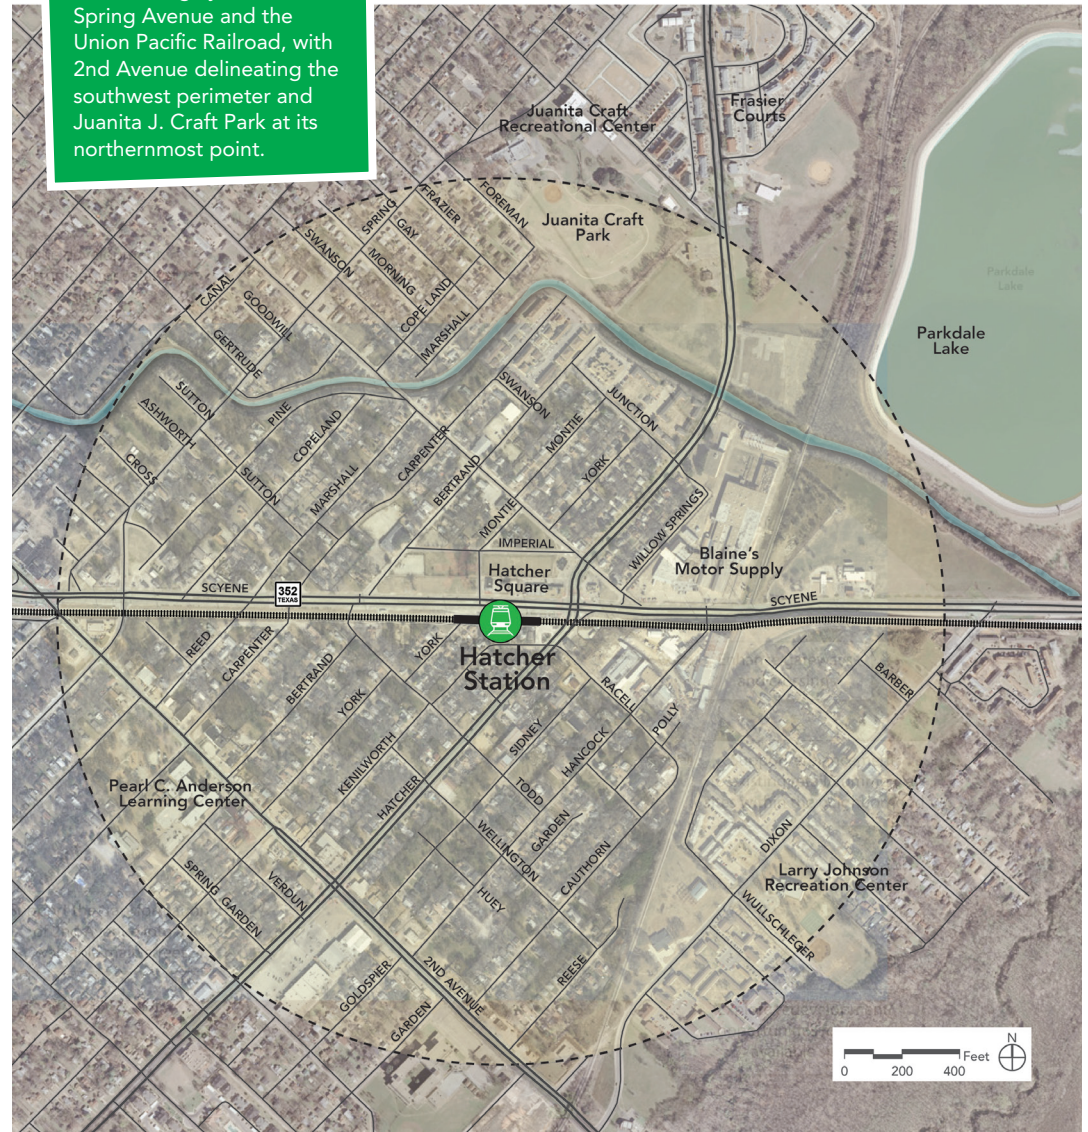 Spring Avenue and the
Union Pacific Railroad, with
2nd Avenue delineating the
southwest perimeter and
Juanita J. Craft Park at its
northernmost point.
Juanita Craft
Recreational Center
Frasier
Courts
FOREMAN
FRAZIER
SPRING
GAY
Juanita Craft
Park
SWANSON
MORNING
CANAL
COPELAND
GOODWILL
MARSHALL
GERTRUDE
Parkdale
Lake
Parkdale
Lake
SUTTON
ASHWORTH
PINE
COPELAND
SWANSON
JUNCTION
MONTIE
CARPENTER
CROSS
SUTTON
MARSHALL
BERTRAND
YORK
MONTIE
WILLOW SPRINGS
IMPERIAL
Hatcher
Square
Blaine's
Motor Supply
SCYENE
352
TEXAS
SCYENE
Hatcher
Station
REED
CARPENTER
YORK
BERTRAND
YORK
RACELL
POLLY
BARBER
SIDNEY
HANCOCK
KENILWORTH
HATCHER
TODD
GARDEN
Pearl C. Anderson
Learning Center
WELLINGTON
CAUTHORN
DIXON
Larry Johnson
Recreation Center
SPRING GARDEN
VERDUN
HUEY
WULLSCHLEGER
2ND AVENUE
GOLDSPIER
REESE
GARDEN
N
Feet
0 200 400